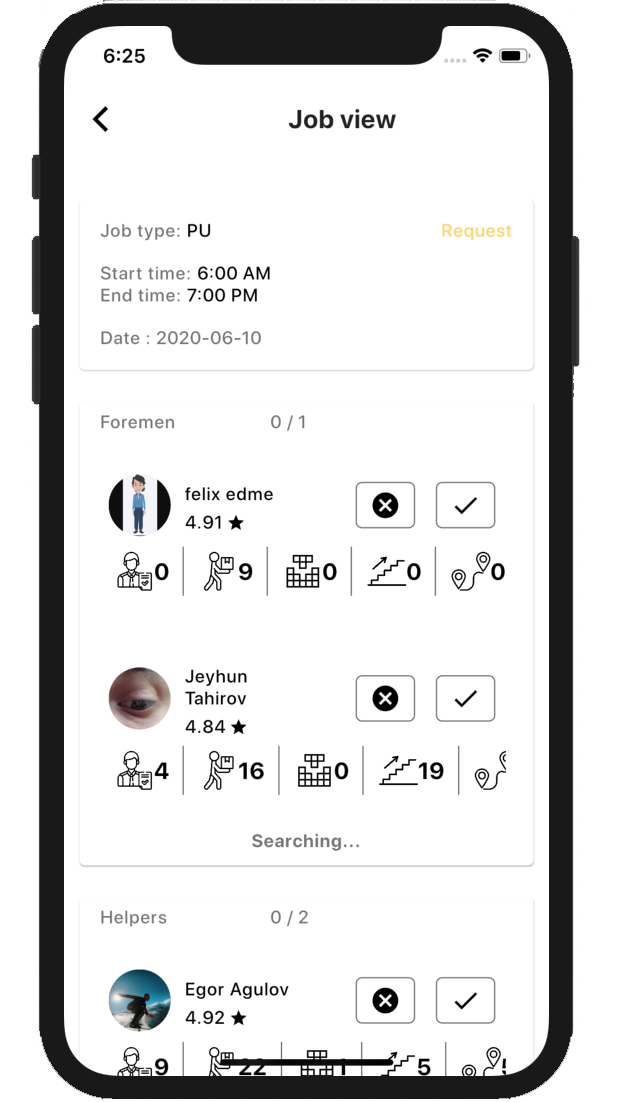 6:25
Job view
Job type: PU Request
Start time: 6:00 AM
End time: 7:00 PM
Date : 2020-06-10
Foremen 0 / 1
felix edme
4.91 ★
0 9 0 0 0
Jeyhun
Tahirov
4.84 ★
4 16 0 19
Searching...
Helpers 0 / 2
Egor Agulov
4.92 ★
9 22 1 5